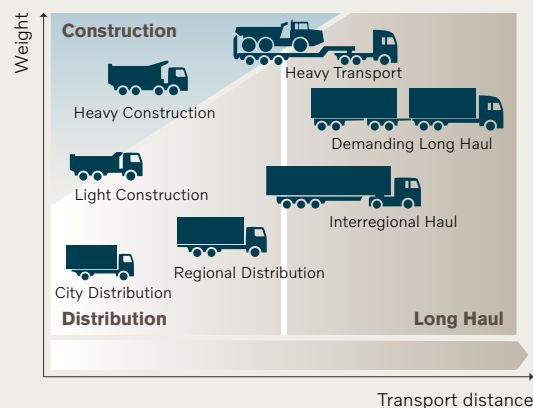 Weight
Construction
Heavy Transport
Heavy Construction
Demanding Long Haul
Light Construction
Interregional Haul
Regional Distribution
City Distribution
Distribution
Long Haul
Transport distance